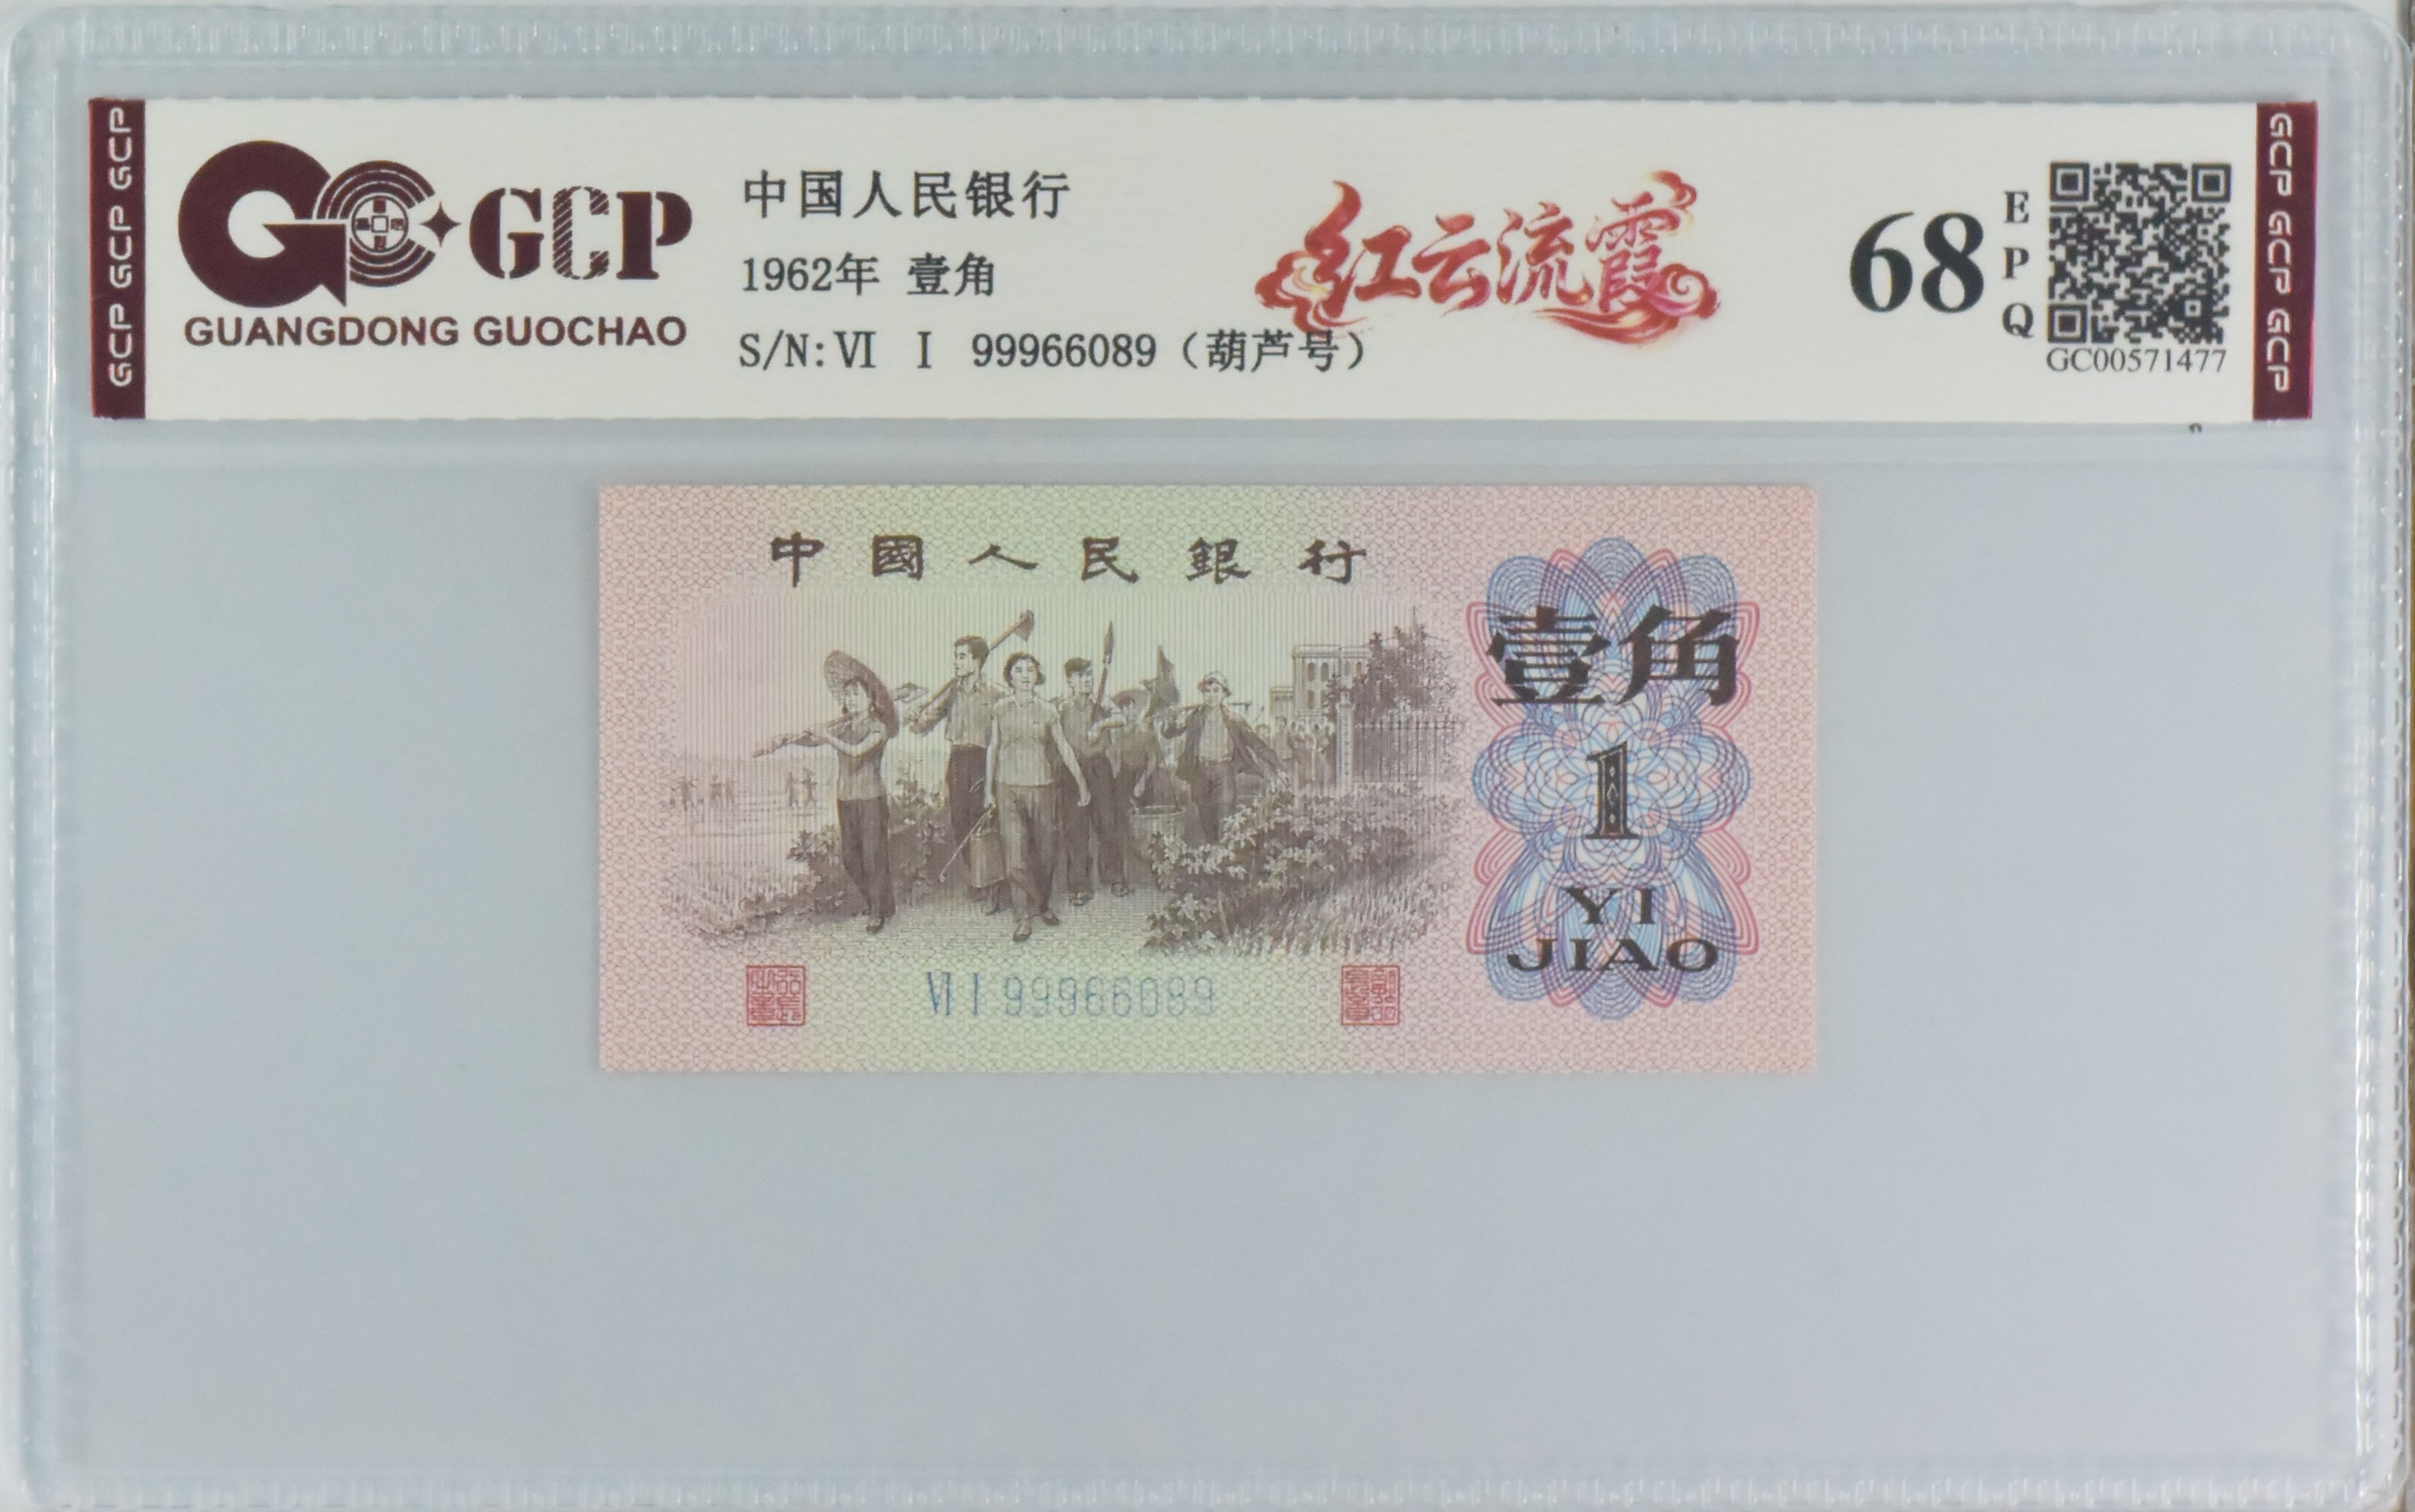 GCP GCP GCP
GCP
GUANGDONG GUOCHAO
中国人民银行
1962年 壹角
S/N: VI I 99966089（葫芦号）
红云流霞
68
E
P
Q
GC00571477
GCP GCP GCP
中國人民銀行
壹角
1
YI
JIAO
VI I 99966089